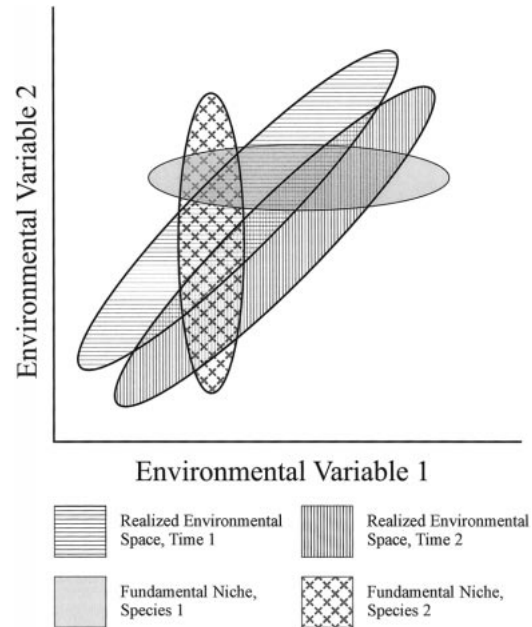 Environmental Variable 2
Environmental Variable 1
Realized Environmental
Space, Time 1
Realized Environmental
Space, Time 2
Fundamental Niche,
Species 1
Fundamental Niche,
Species 2